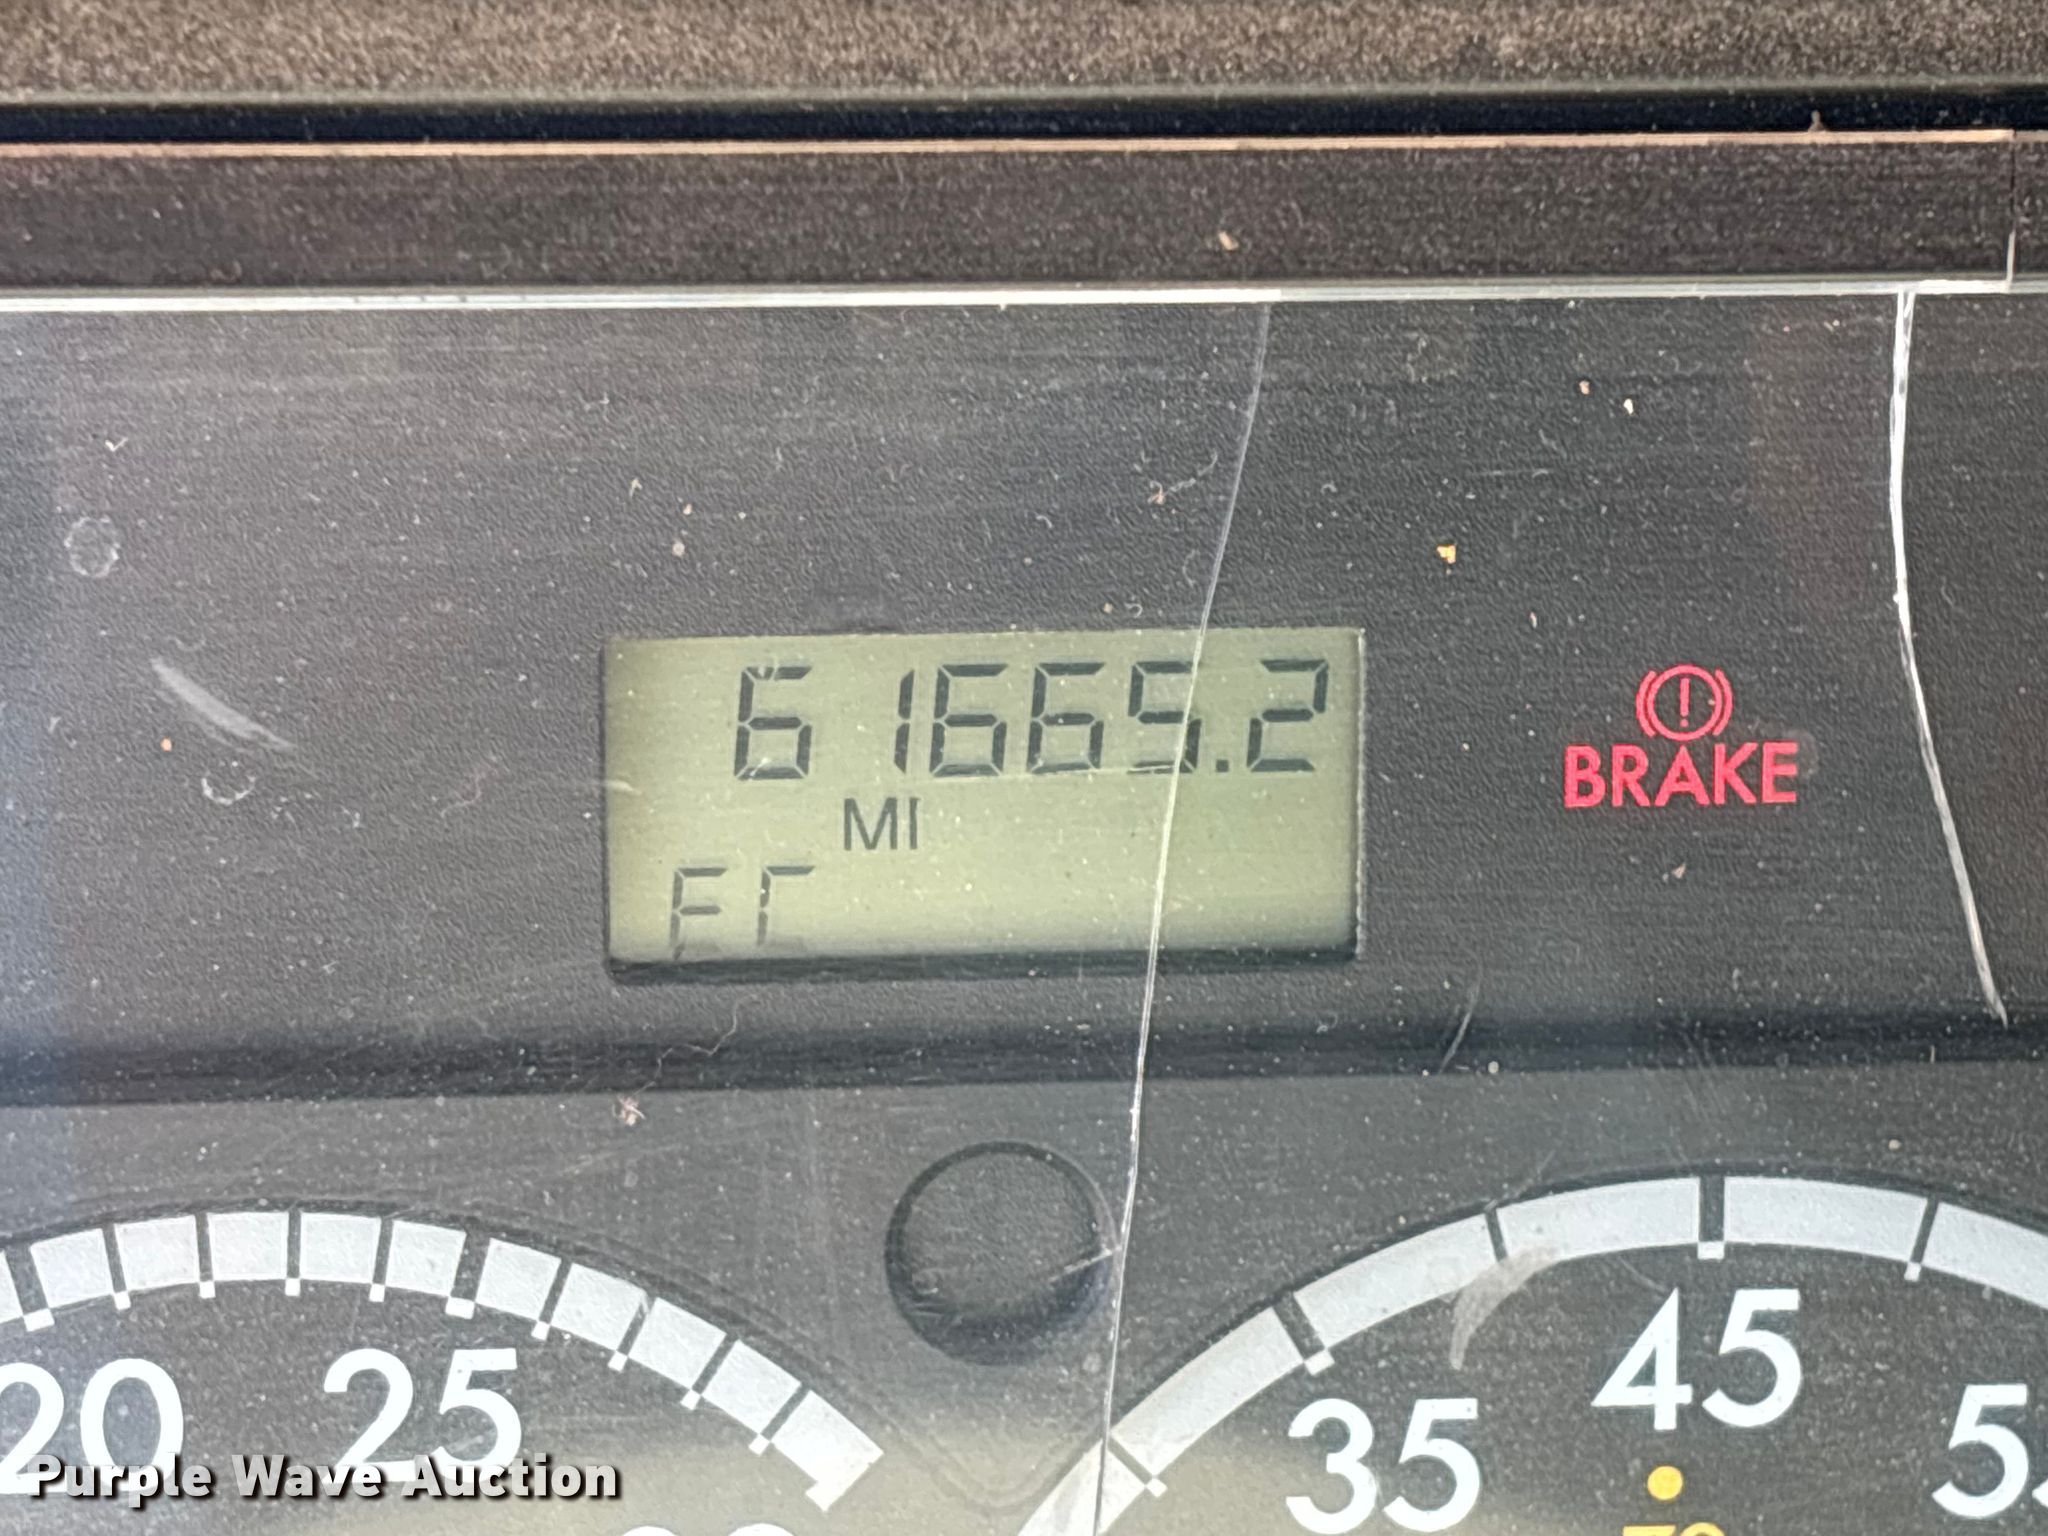 61665.2
MI
BRAKE
!
20 25 35 45
Purple Wave Auction